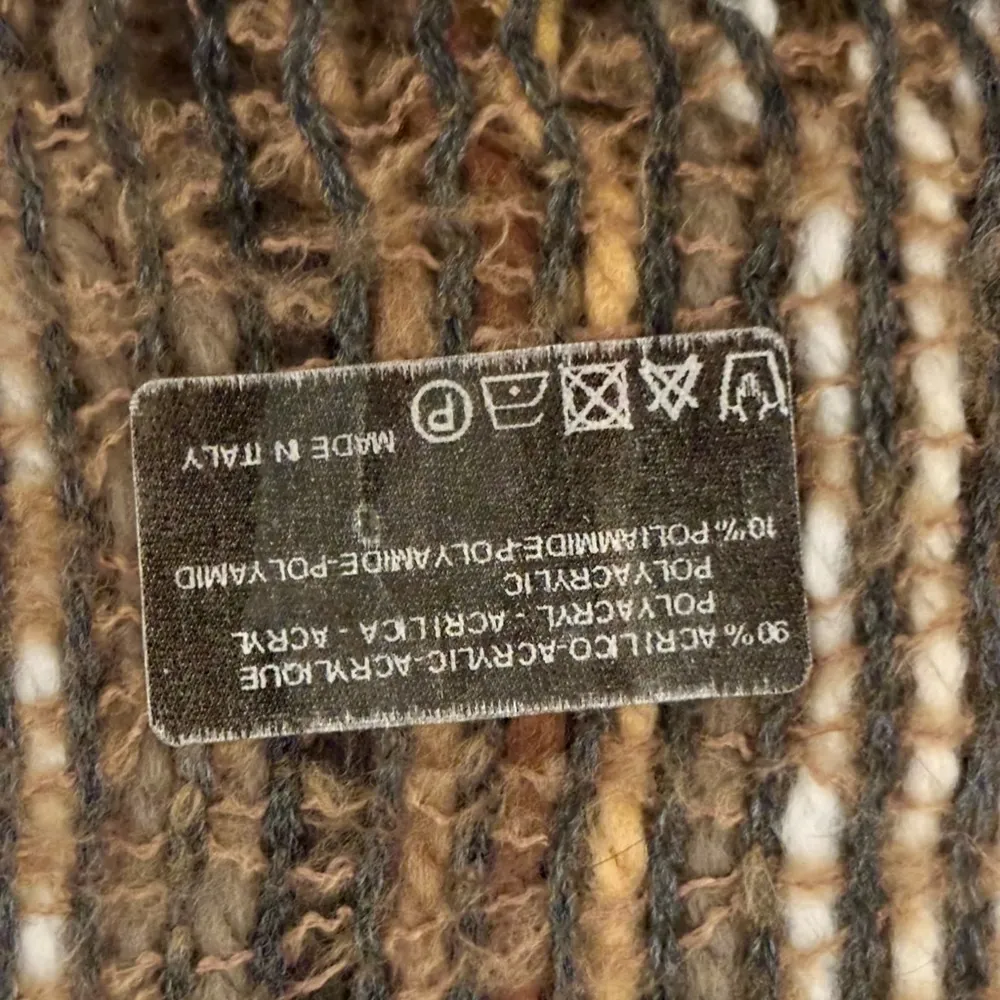 90% ACRILICO-ACRYLIC-ACRYLIQUE
POLYACRYL - ACRILICA - ACRYL
POLYACRYLIC
10% POLIAMMIDE-POLYAMIDE-POLYAMID
MADE IN ITALY
P